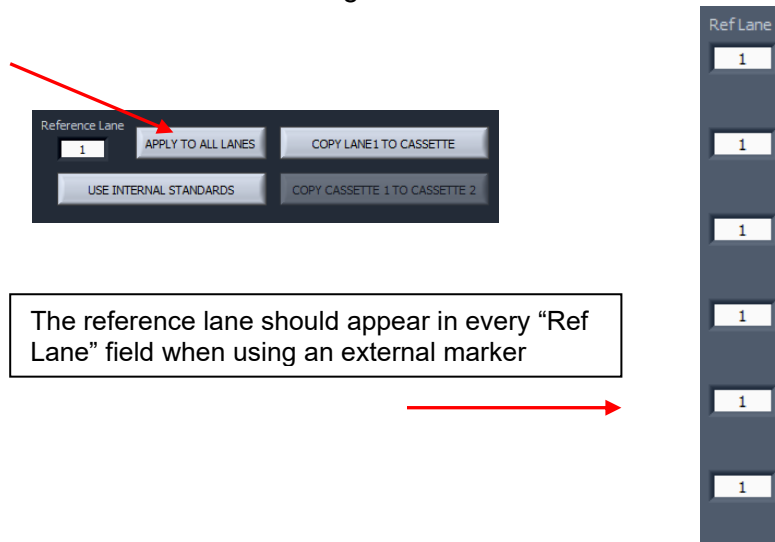 Reference Lane
1
APPLY TO ALL LANES
COPY LANE1 TO CASSETTE
USE INTERNAL STANDARDS
COPY CASSETTE 1 TO CASSETTE 2
The reference lane should appear in every “Ref
Lane” field when using an external marker
Ref Lane
1
1
1
1
1
1